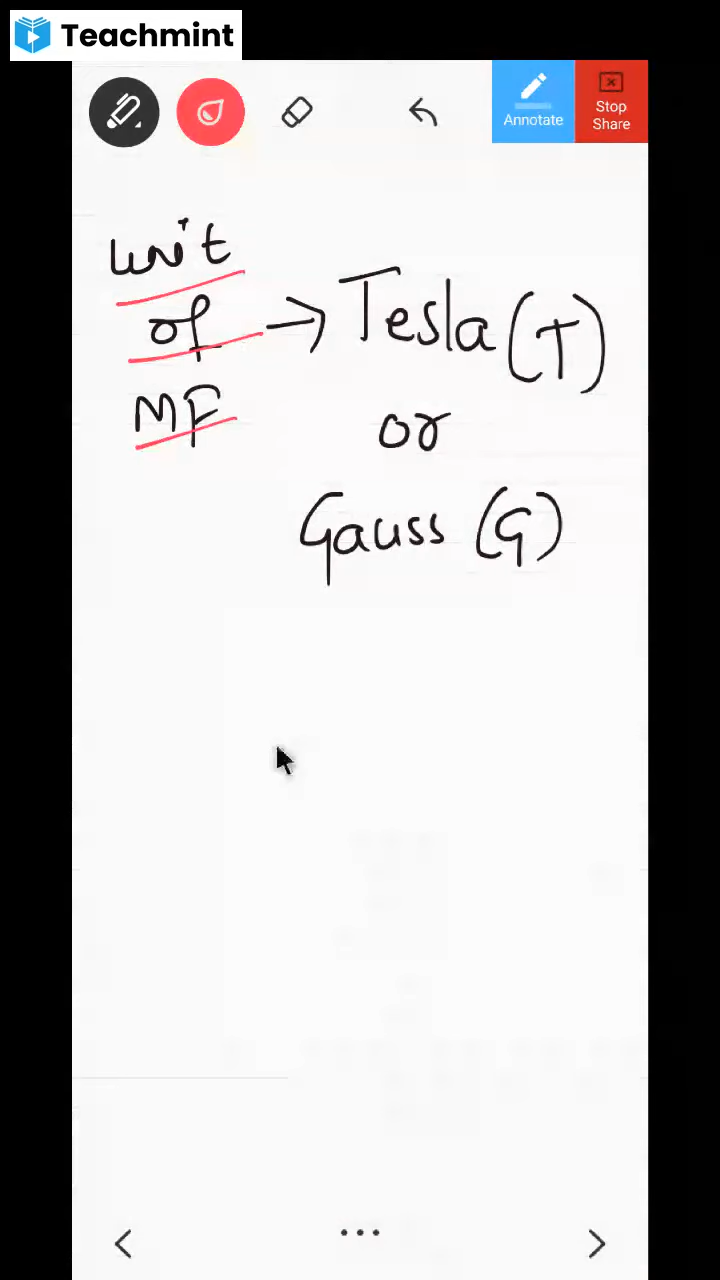 Teachmint
Annotate
Stop
Share
unit
of → Tesla (T)
MF
or
Gauss (G)